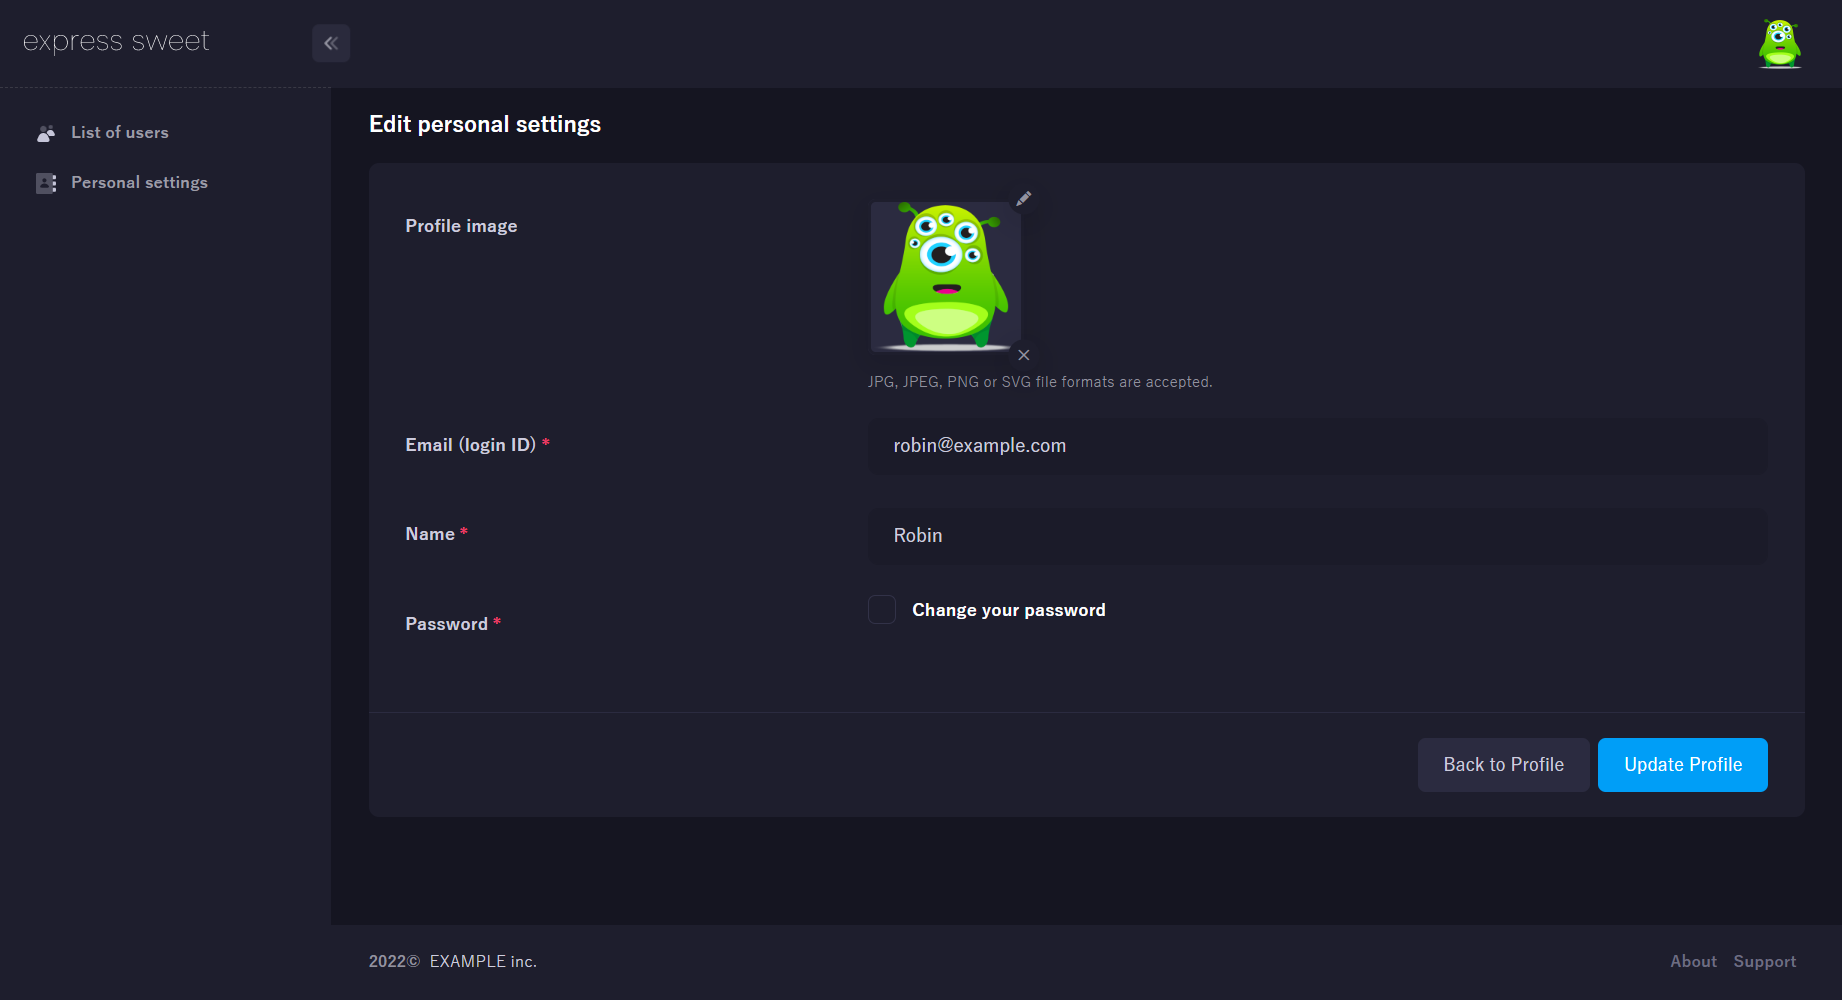 express sweet
List of users
Personal settings
Edit personal settings
Profile image
JPG, JPEG, PNG or SVG file formats are accepted.
Email (login ID) *
robin@example.com
Name *
Robin
Password *
Change your password
Back to Profile
Update Profile
2022© EXAMPLE inc.
About
Support